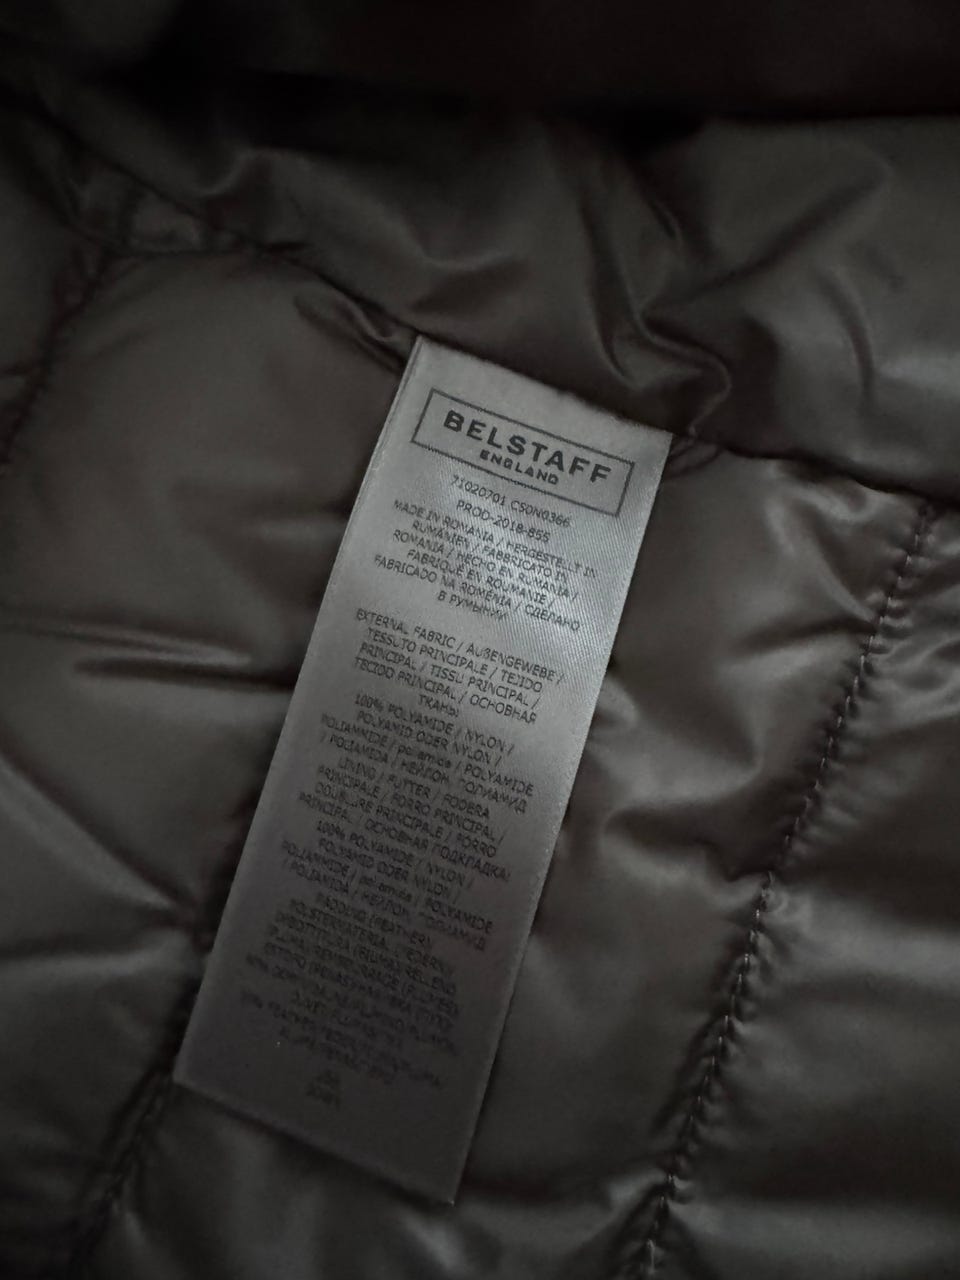 BELSTAFF
ENGLAND
71020701 C50N0366
PROD-2018-855
MADE IN ROMANIA / HERGESTELLT IN
RUMÄNIEN / FABBRICATO IN
ROMANIA / HECHO EN RUMANIA /
FABRIQUÉ EN ROUMANIE /
FABRICADO NA ROMÉNIA / СДЕЛАНО
В РУМЫНИИ
EXTERNAL FABRIC / AUßENGEWEBE /
TESSUTO PRINCIPALE / TEJIDO
PRINCIPAL / TISSU PRINCIPAL /
TECIDO PRINCIPAL / ОСНОВНАЯ
ТКАНЬ
100% POLYAMIDE / NYLON /
POLYAMID ODER NYLON /
POLIAMMIDE / poliamida / POLYAMIDE
/ POLIAMIDA / НЕЙЛОН, ПОЛИАМИД
LINING / FUTTER / FODERA
PRINCIPALE / FORRO PRINCIPAL /
DOUBLURE PRINCIPALE / FORRO
PRINCIPAL / ОСНОВНАЯ ПОДКЛАДКА:
100% POLYAMIDE / NYLON /
POLYAMID ODER NYLON /
POLIAMMIDE / poliamida / POLYAMIDE
/ POLIAMIDA / НЕЙЛОН, ПОЛИАМИД
PADDING (FEATHER)